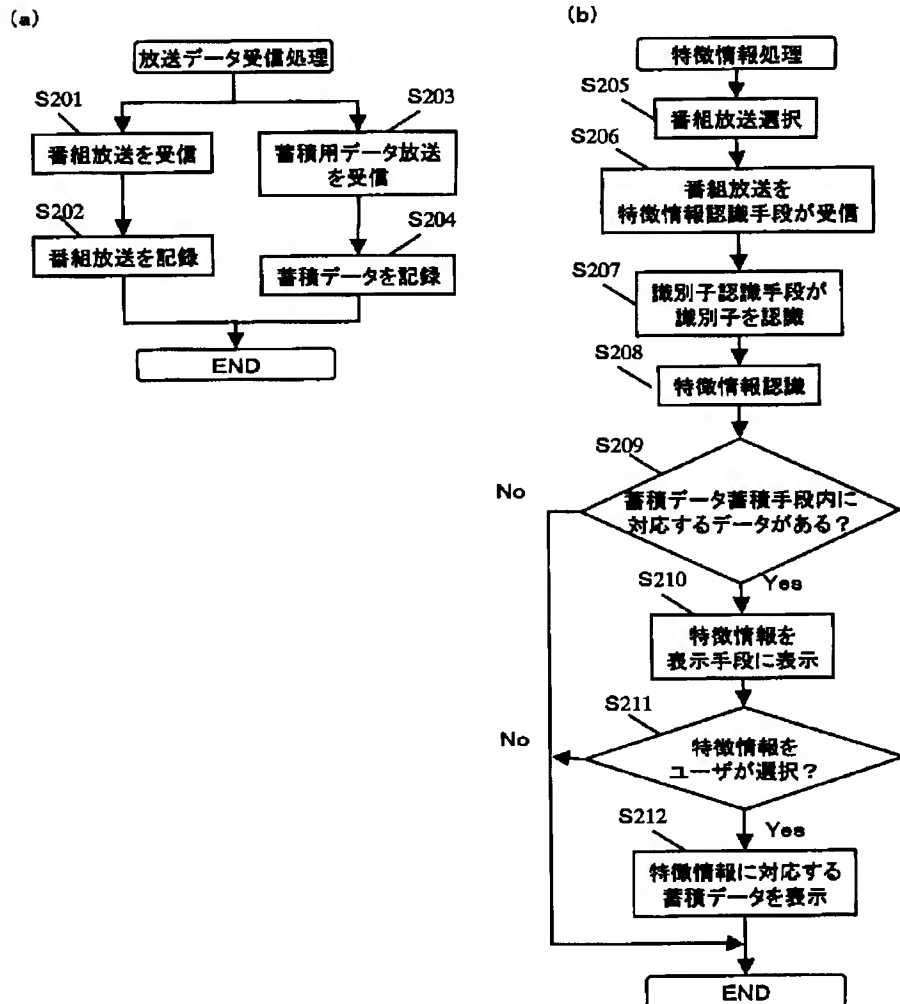 (a)
放送データ受信処理
S201
番組放送を受信
S202
番組放送を記録
S203
蓄積用データ放送
を受信
S204
蓄積データを記録
END
(b)
特徴情報処理
S205
番組放送選択
S206
番組放送を
特徴情報認識手段が受信
S207
識別子認識手段が
識別子を認識
S208
特徴情報認識
S209
蓄積データ蓄積手段内に
対応するデータがある？
No
Yes
S210
特徴情報を
表示手段に表示
S211
特徴情報を
ユーザが選択？
No
Yes
S212
特徴情報に対応する
蓄積データを表示
END